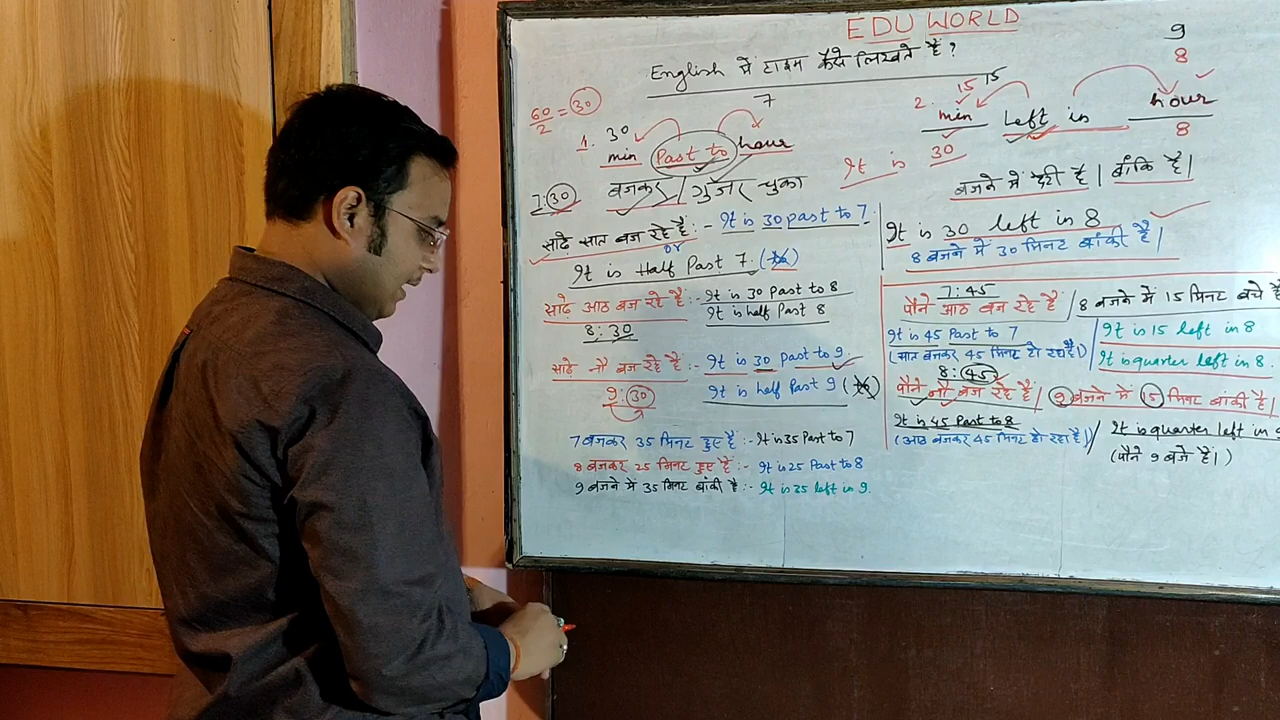 EDU WORLD
English में टाइम कैसे लिखते हैं?
60/2 = 30
7
1. 30
min Past to hour
7:30 बजकर / गुजर चुका
साढ़े सात बज रहे हैं :- It is 30 past to 7.
or
It is Half Past 7.
साढ़े आठ बज रहे हैं :- It is 30 past to 8
8:30 It is half Past 8
साढ़े नौ बज रहे हैं :- It is 30 past to 9.
9:30 It is half Past 9
7 बजकर 35 मिनट हुए हैं :- It is 35 Past to 7
8 बजकर 25 मिनट हुए हैं :- It is 25 Past to 8
9 बजने में 35 मिनट बांकी है :- It is 35 left in 9.
9
8
15 15
2. min left in hour
It is 30 8
बजने में देरी है | बांकि है |
It is 30 left in 8
8 बजने में 30 मिनट बांकी है |
7:45
पौने आठ बज रहे हैं / 8 बजने में 15 मिनट बचे है
It is 45 Past to 7 / It is 15 left in 8
(सात बजकर 45 मिनट हो रहा है।) It is quarter left in 8.
8:45
पौने नौ बज रहे हैं / 9 बजने में 15 मिनट बांकी है |
It is 45 Past to 8 / It is quarter left in
(आठ बजकर 45 मिनट हो रहा है।) (पौने 9 बजे है।)